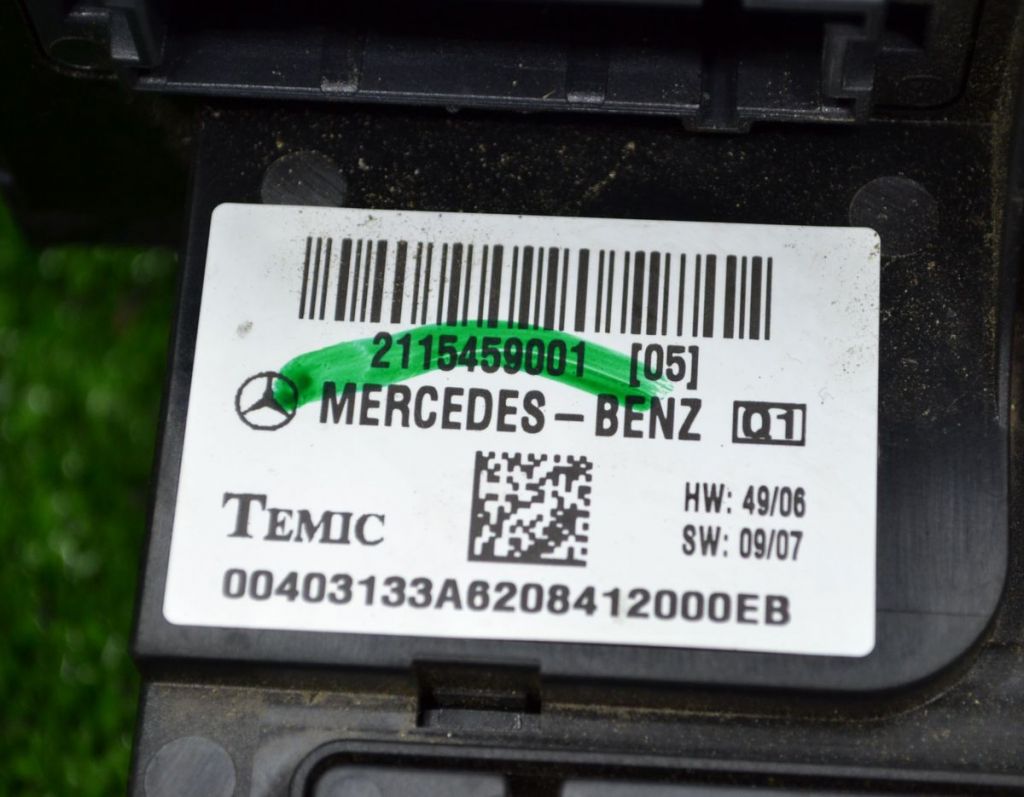 2115459001 [05]
MERCEDES-BENZ Q1
TEMIC
HW: 49/06
SW: 09/07
00403133A6208412000EB